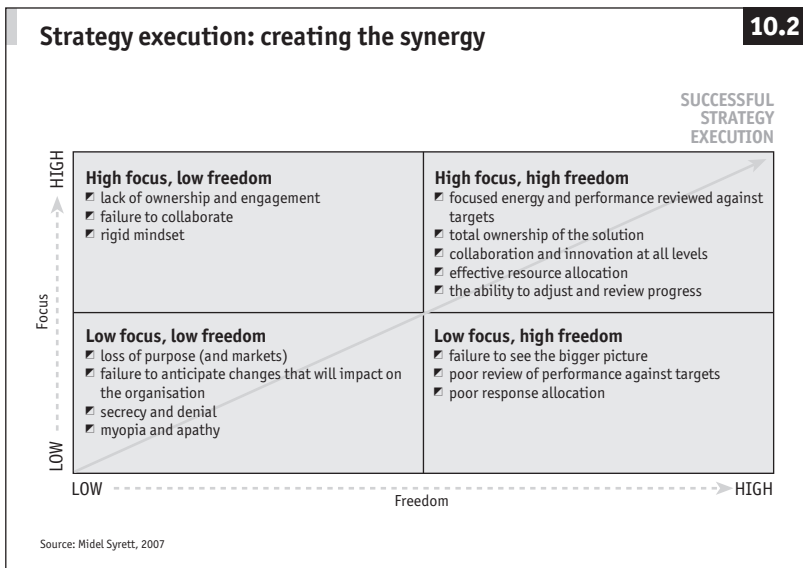 Strategy execution: creating the synergy
10.2
SUCCESSFUL
STRATEGY
EXECUTION
HIGH
Focus
LOW
High focus, low freedom
lack of ownership and engagement
failure to collaborate
rigid mindset
High focus, high freedom
focused energy and performance reviewed against
targets
total ownership of the solution
collaboration and innovation at all levels
effective resource allocation
the ability to adjust and review progress
Low focus, low freedom
loss of purpose (and markets)
failure to anticipate changes that will impact on
the organisation
secrecy and denial
myopia and apathy
Low focus, high freedom
failure to see the bigger picture
poor review of performance against targets
poor response allocation
LOW
Freedom
HIGH
Source: Midel Syrett, 2007